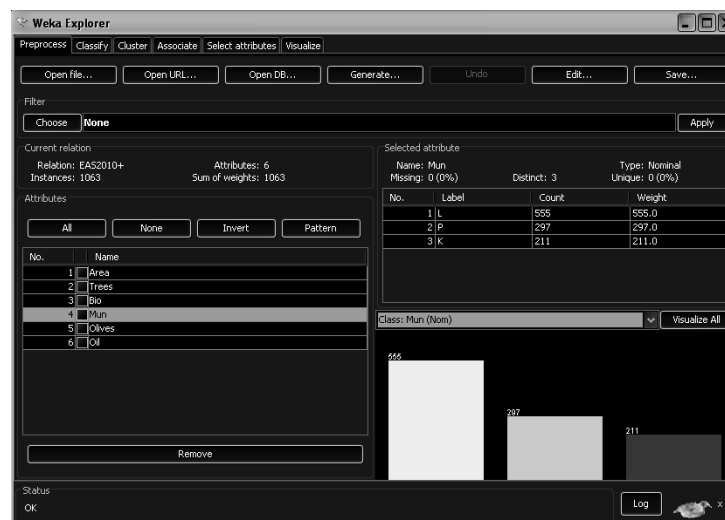 Weka Explorer
Preprocess Classify Cluster Associate Select attributes Visualize
Open file... Open URL... Open DB... Generate... Undo Edit... Save...
Filter
Choose None Apply
Current relation
Relation: EAS2010+ Attributes: 6
Instances: 1063 Sum of weights: 1063
Attributes
All None Invert Pattern
No. Name
1 Area
2 Trees
3 Bio
4 Mun
5 Olives
6 Oil
Remove
Selected attribute
Name: Mun Type: Nominal
Missing: 0 (0%) Distinct: 3 Unique: 0 (0%)
No. Label Count Weight
1 L 555 555.0
2 P 297 297.0
3 K 211 211.0
Class: Mun (Nom) Visualize All
555
297
211
Status
OK
Log x